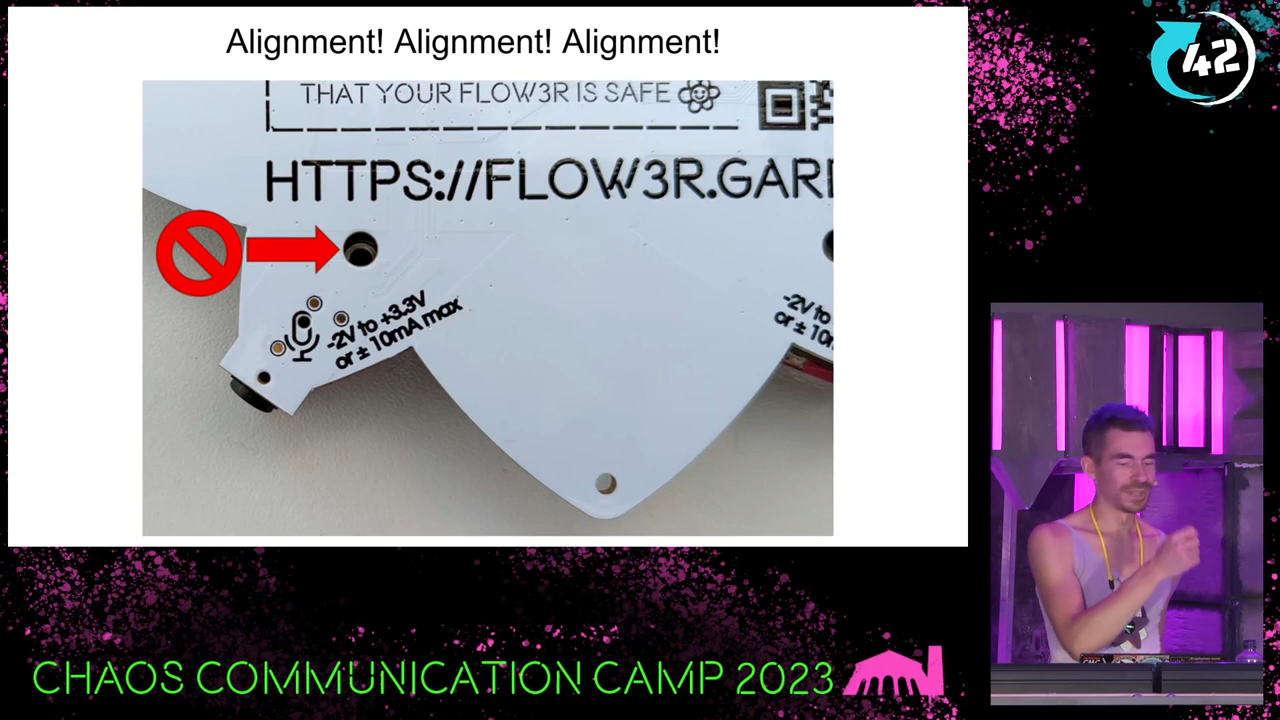 Alignment! Alignment! Alignment!
THAT YOUR FLOW3R IS SAFE
HTTPS://FLOW3R.GAR
-2V to +3.3V
or ± 10mA max
-2V to
or ± 10
42
CHAOS COMMUNICATION CAMP 2023